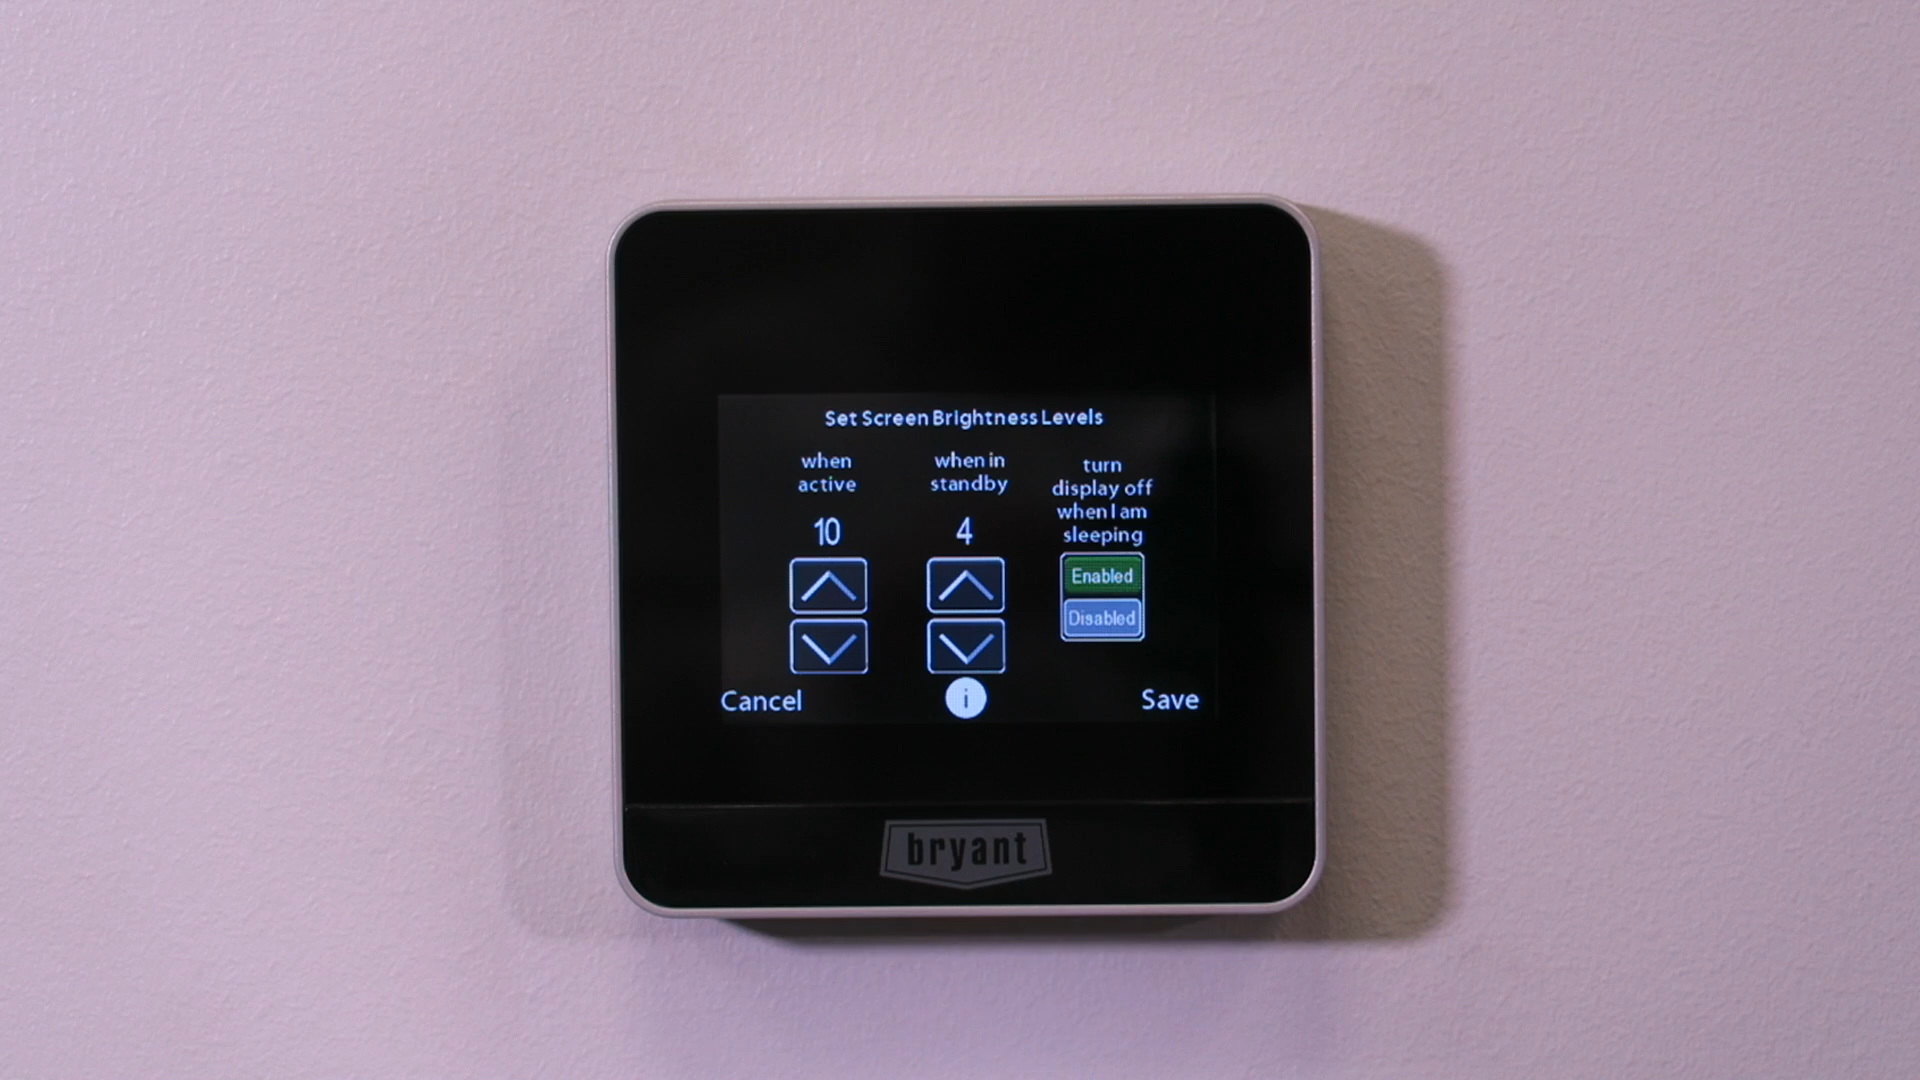 Set Screen Brightness Levels
when
active
10
when in
standby
4
turn
display off
when I am
sleeping
Enabled
Disabled
Cancel
i
Save
bryant